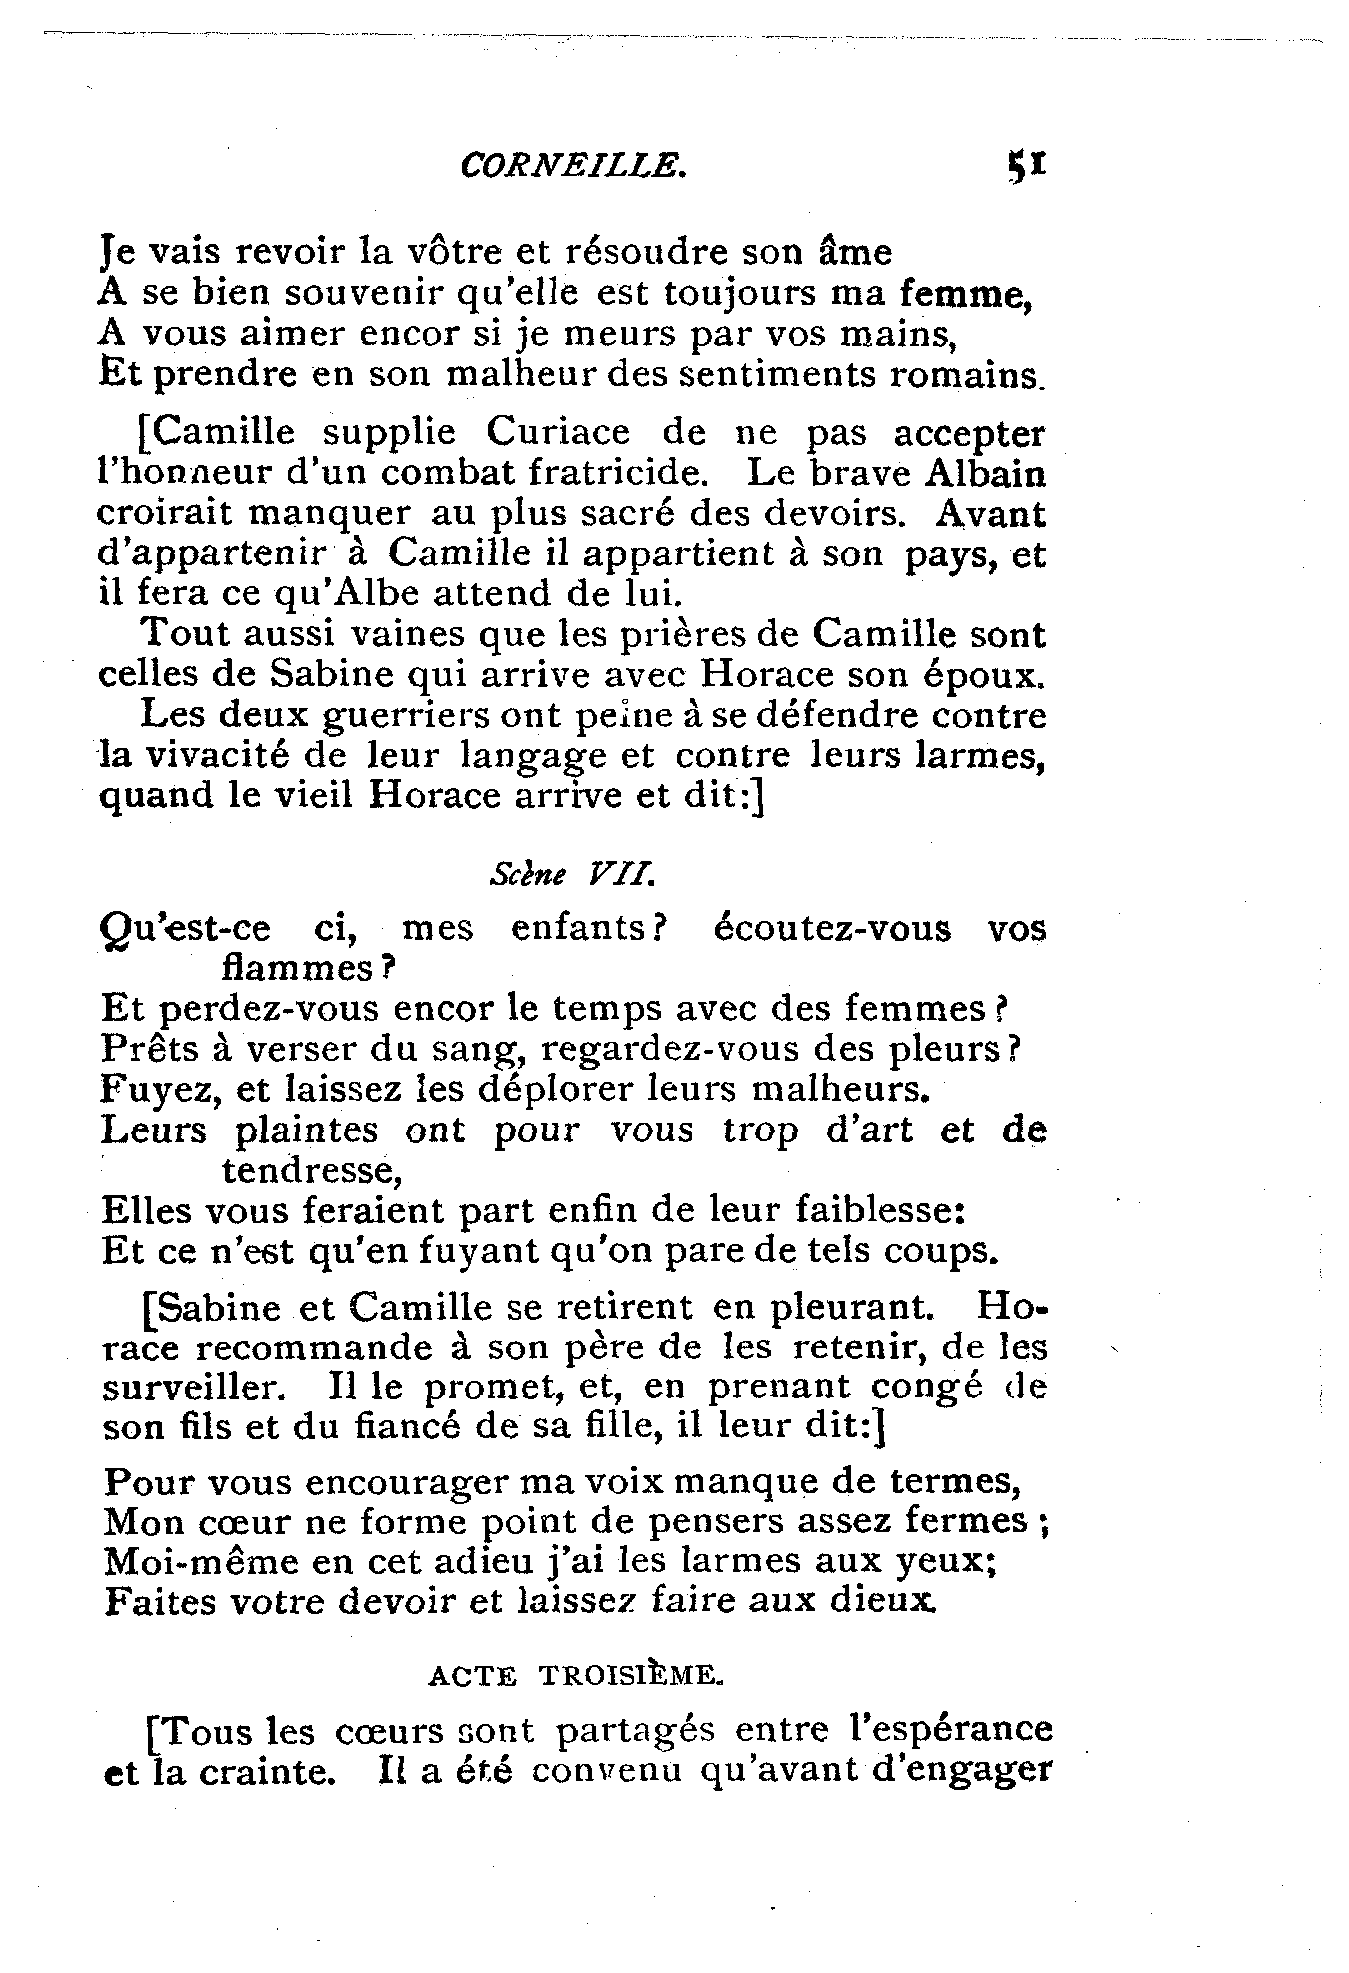 CORNEILLE. 51
Je vais revoir la vôtre et résoudre son âme
A se bien souvenir qu'elle est toujours ma femme,
A vous aimer encor si je meurs par vos mains,
Et prendre en son malheur des sentiments romains.
[Camille supplie Curiace de ne pas accepter
l'honneur d'un combat fratricide. Le brave Albain
croirait manquer au plus sacré des devoirs. Avant
d'appartenir à Camille il appartient à son pays, et
il fera ce qu'Albe attend de lui.
Tout aussi vaines que les prières de Camille sont
celles de Sabine qui arrive avec Horace son époux.
Les deux guerriers ont peine à se défendre contre
la vivacité de leur langage et contre leurs larmes,
quand le vieil Horace arrive et dit:]
Scène VII.
Qu'est-ce ci, mes enfants? écoutez-vous vos
flammes?
Et perdez-vous encor le temps avec des femmes?
Prêts à verser du sang, regardez-vous des pleurs?
Fuyez, et laissez les déplorer leurs malheurs.
Leurs plaintes ont pour vous trop d'art et de
tendresse,
Elles vous feraient part enfin de leur faiblesse:
Et ce n'est qu'en fuyant qu'on pare de tels coups.
[Sabine et Camille se retirent en pleurant. Ho-
race recommande à son père de les retenir, de les
surveiller. Il le promet, et, en prenant congé de
son fils et du fiancé de sa fille, il leur dit:]
Pour vous encourager ma voix manque de termes,
Mon cœur ne forme point de pensers assez fermes;
Moi-même en cet adieu j'ai les larmes aux yeux;
Faites votre devoir et laissez faire aux dieux.
ACTE TROISIÈME.
[Tous les cœurs sont partagés entre l'espérance
et la crainte. Il a été convenu qu'avant d'engager